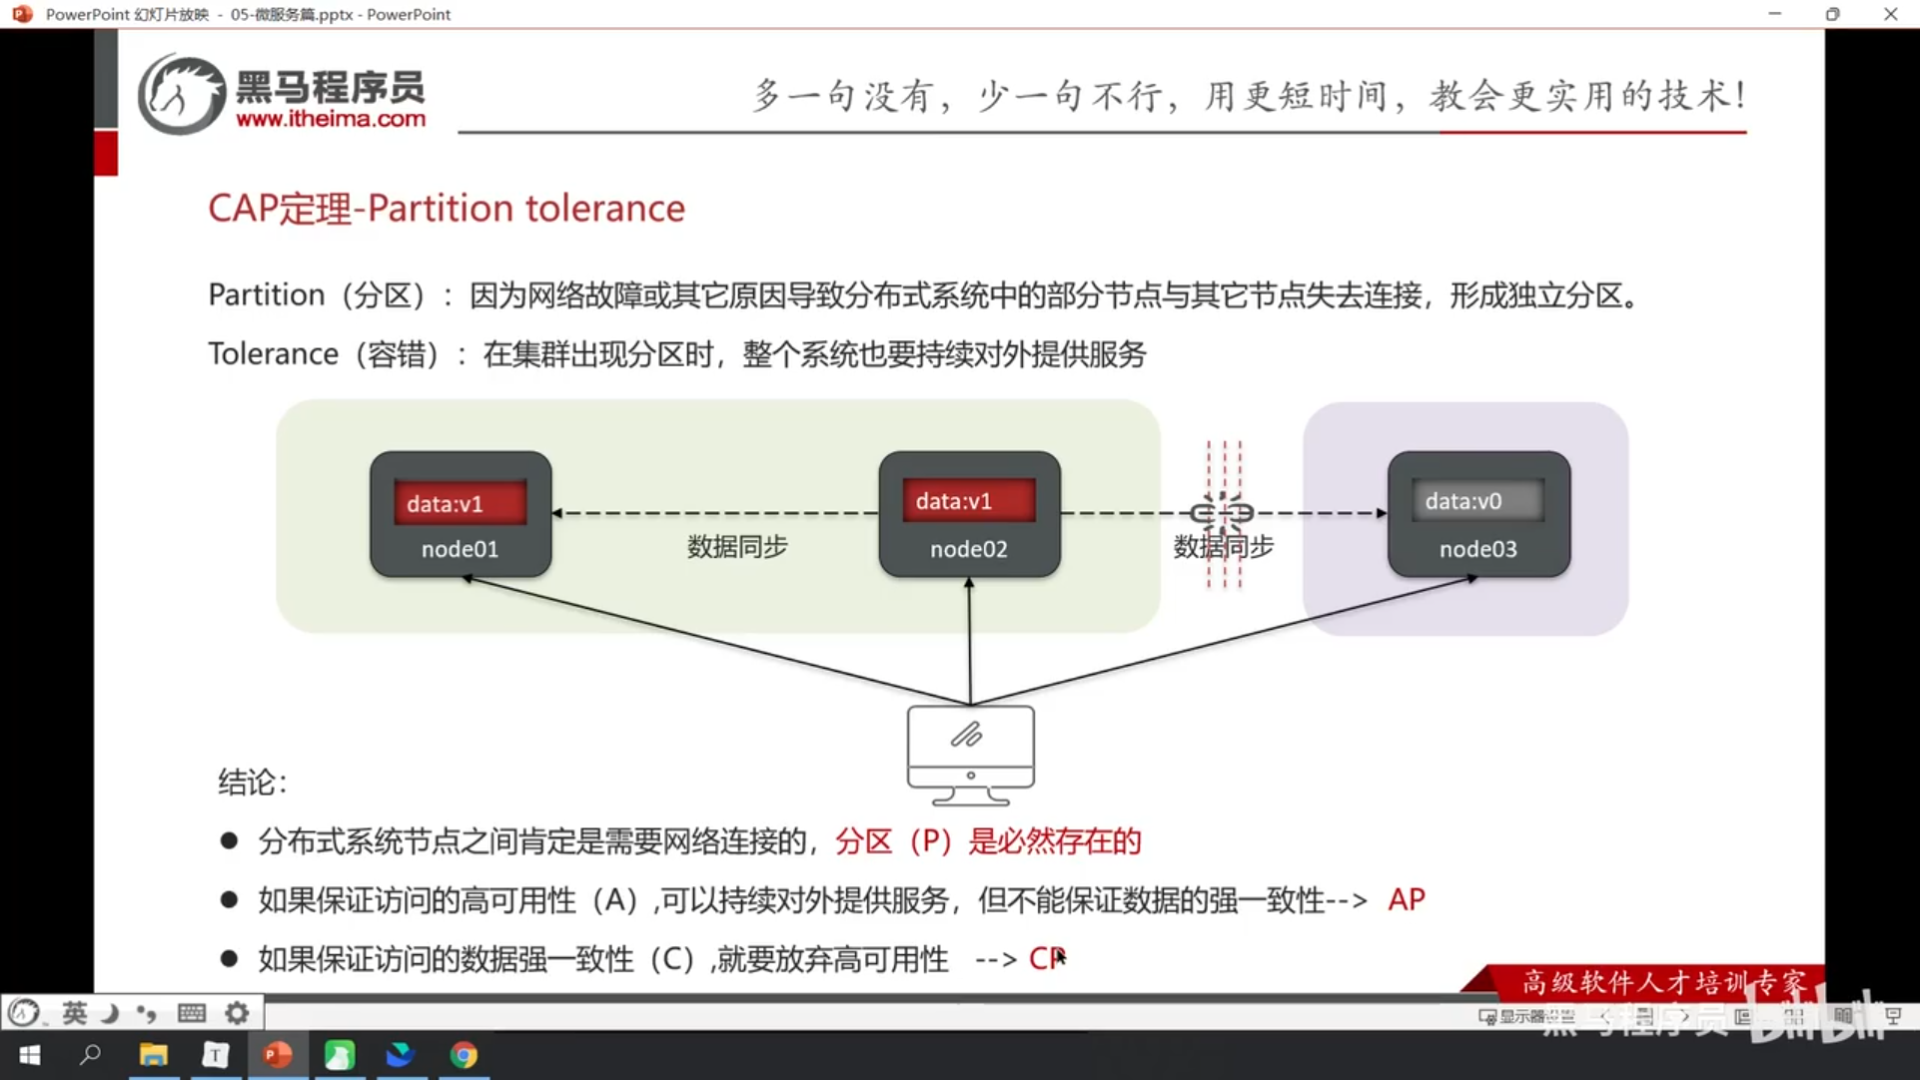 PowerPoint 幻灯片放映 - 05-微服务篇.pptx - PowerPoint
黑马程序员
www.itheima.com
多一句没有，少一句不行，用更短时间，教会更实用的技术！
CAP定理-Partition tolerance
Partition（分区）：因为网络故障或其它原因导致分布式系统中的部分节点与其它节点失去连接，形成独立分区。
Tolerance（容错）：在集群出现分区时，整个系统也要持续对外提供服务
data:v1
node01
数据同步
data:v1
node02
数据同步
data:v0
node03
结论：
● 分布式系统节点之间肯定是需要网络连接的，分区（P）是必然存在的
● 如果保证访问的高可用性（A）,可以持续对外提供服务，但不能保证数据的强一致性--> AP
● 如果保证访问的数据强一致性（C）,就要放弃高可用性 --> CP
高级软件人才培训专家
英
显示器设置
黑马程序员 bilibili